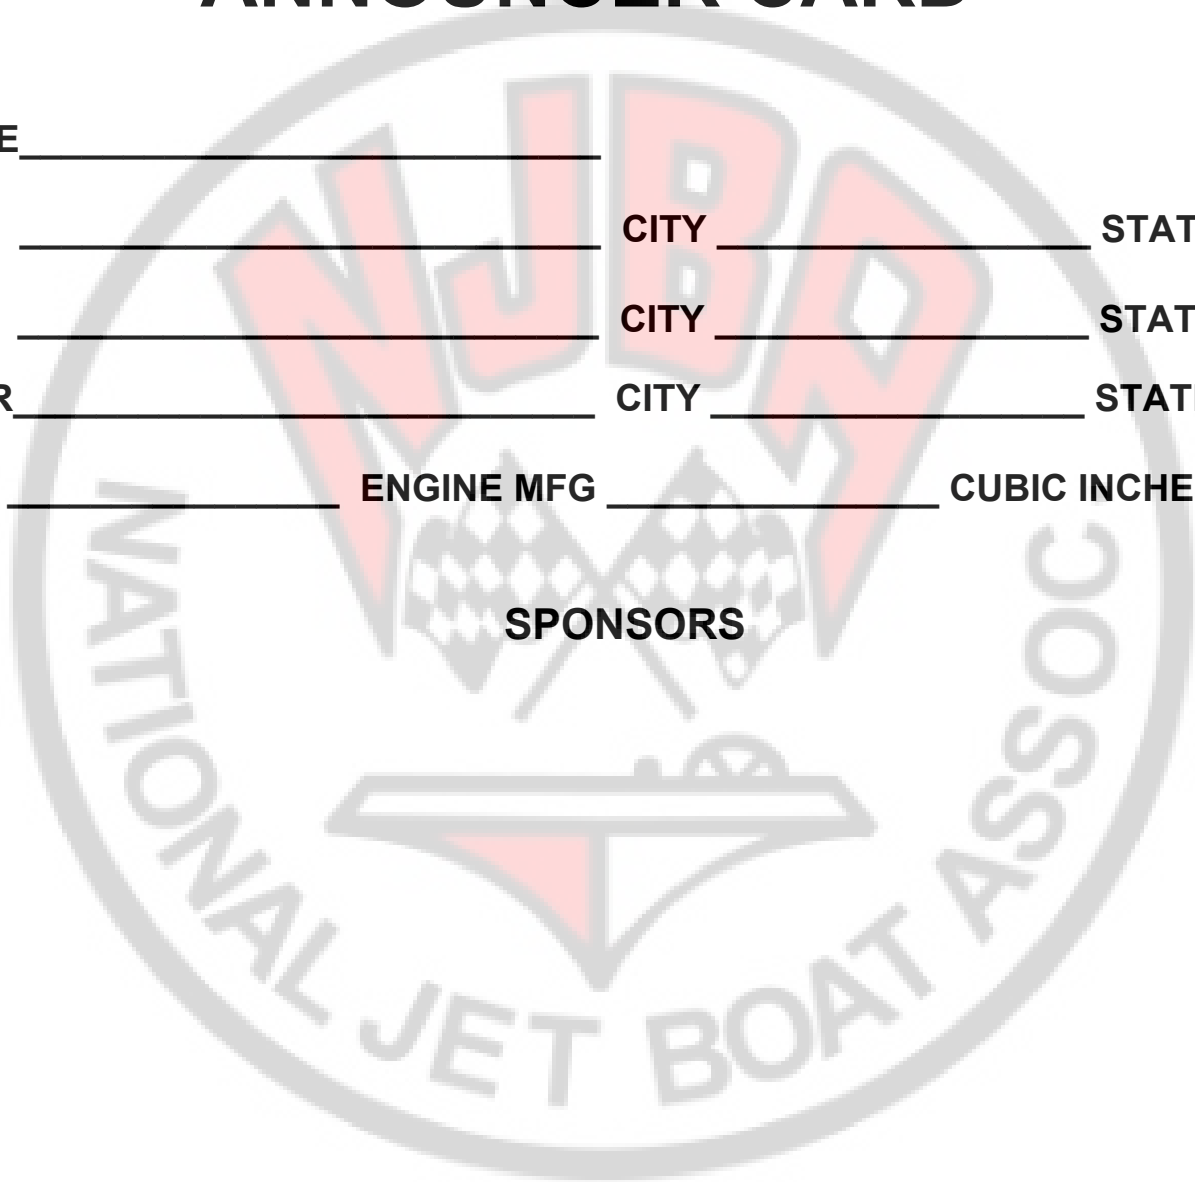 ANNOUNCER CARD
E
CITY STAT
CITY STAT
R CITY STAT
ENGINE MFG CUBIC INCHE
SPONSORS
NJBA
NATIONAL JET BOAT ASSOC.